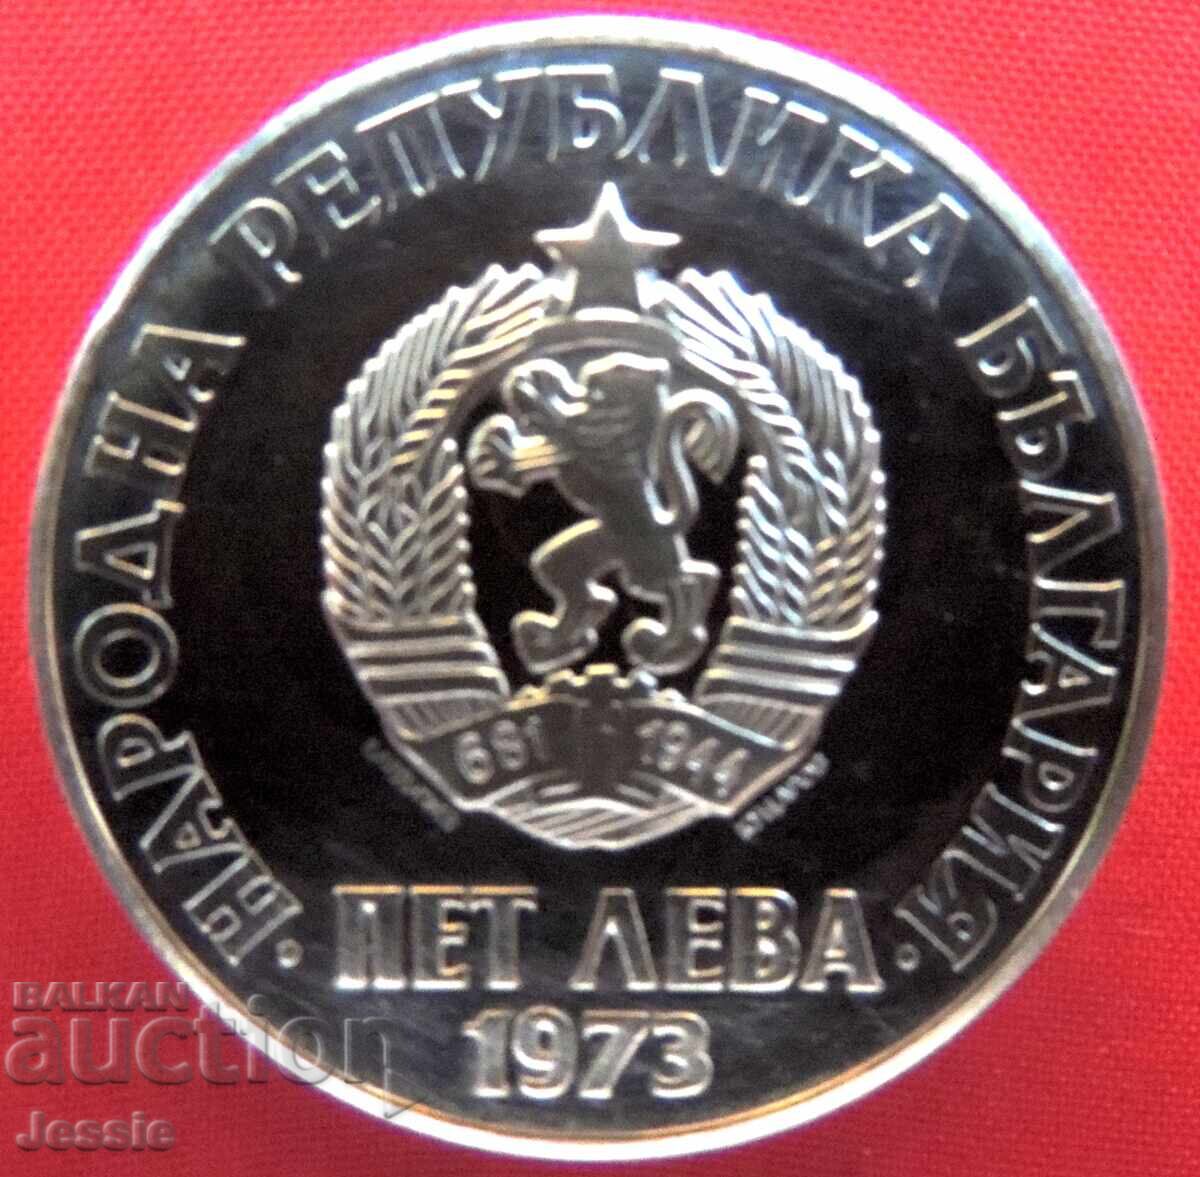 · НАРОДНА РЕПУБЛИКА БЪЛГАРИЯ ·
681 1944
ПЕТ ЛЕВА
1973
BALKAN
auction
Jessie